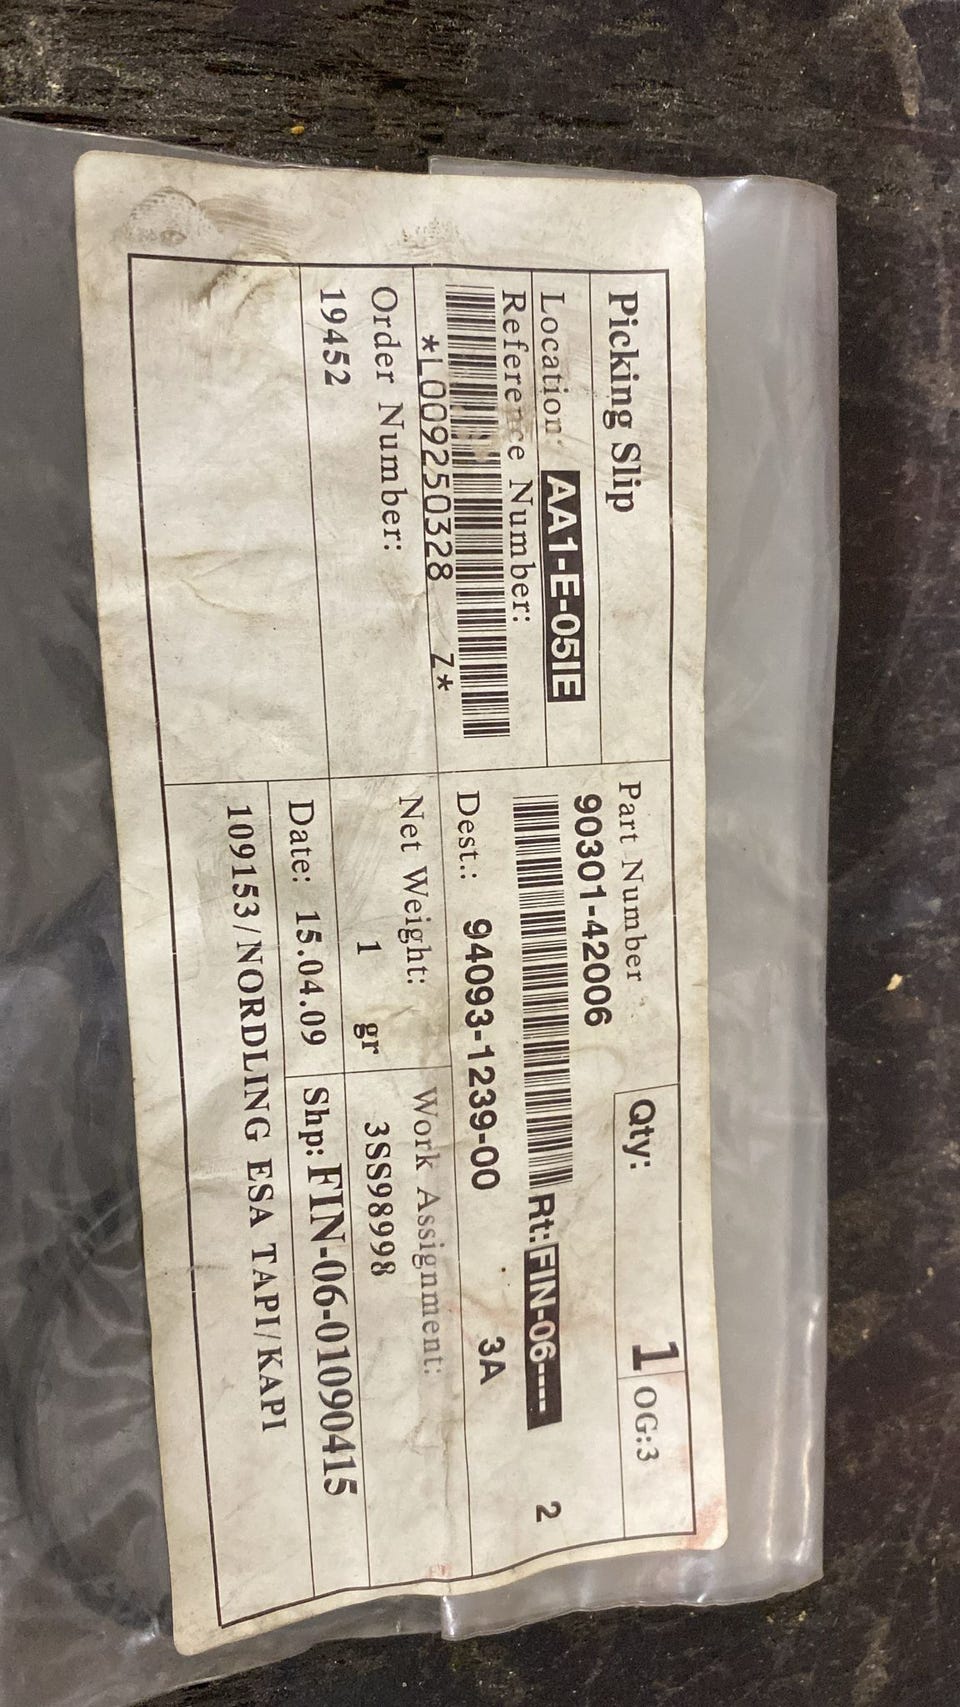 Picking Slip
Location: AA1-E-05IE
Reference Number:
*L009250328 Z*
Order Number:
19452
Part Number
90301-42006
Qty: 1 OG:3
Rt: FIN-06----
2
Dest.: 94093-1239-00 3A
Net Weight:
1 gr
Work Assignment:
3SS98998
Date: 15.04.09
Shp: FIN-06-01090415
109153/NORDLING ESA TAPI/KAPI